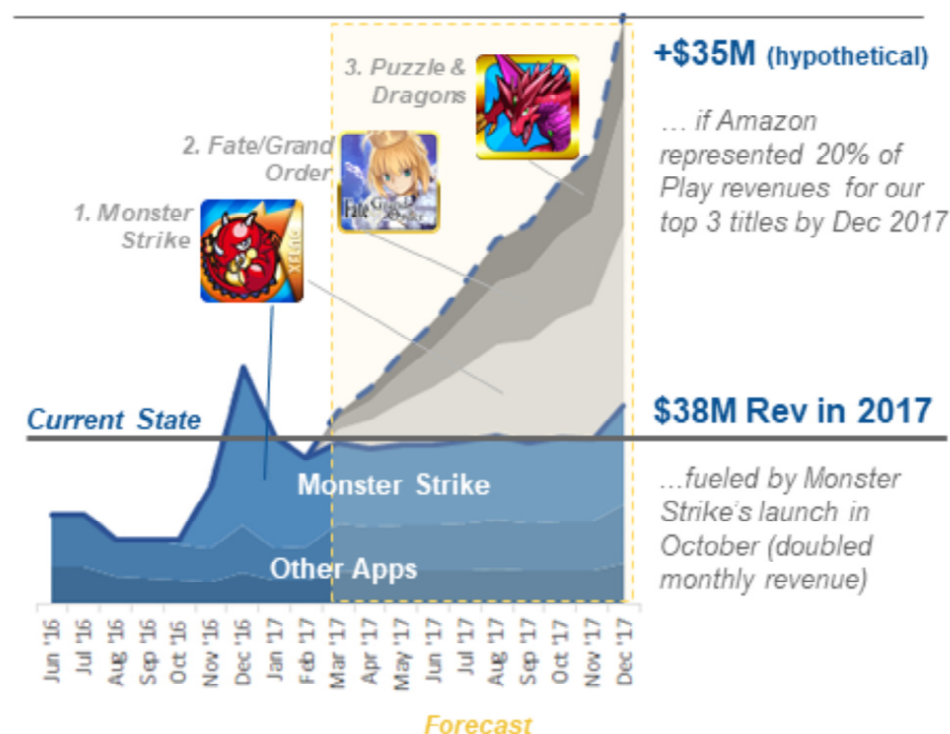 +$35M (hypothetical)
... if Amazon
represented 20% of
Play revenues for our
top 3 titles by Dec 2017
3. Puzzle &
Dragons
2. Fate/Grand
Order
1. Monster
Strike
Fate
Grand
Order
XFLAG
Current State
$38M Rev in 2017
...fueled by Monster
Strike's launch in
October (doubled
monthly revenue)
Monster Strike
Other Apps
Jun '16
Jul '16
Aug '16
Sep '16
Oct '16
Nov '16
Dec '16
Jan '17
Feb '17
Mar '17
Apr '17
May '17
Jun '17
Jul '17
Aug '17
Sep '17
Oct '17
Nov '17
Dec '17
Forecast